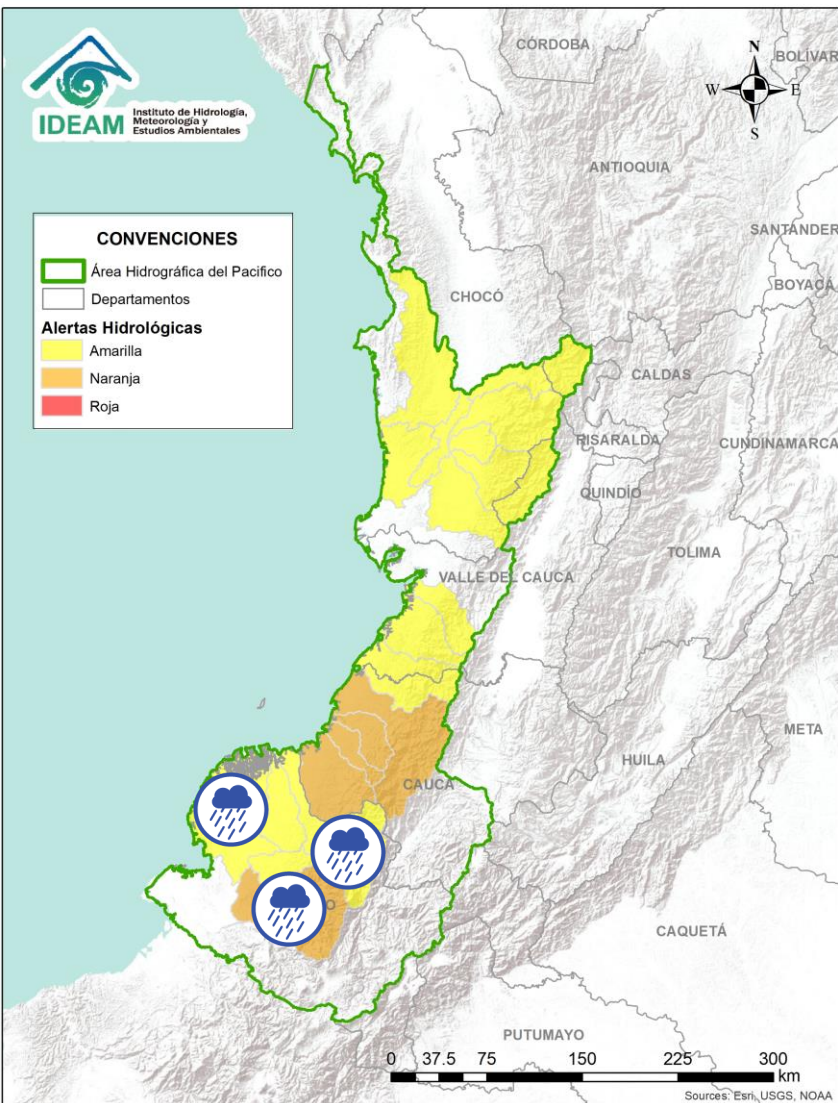 IDEAM
Instituto de Hidrología,
Meteorología y
Estudios Ambientales
CÓRDOBA
BOLÍVAR
N
W
E
S
ANTIOQUIA
SANTANDER
BOYACÁ
CONVENCIONES
Área Hidrográfica del Pacifico
Departamentos
Alertas Hidrológicas
Amarilla
Naranja
Roja
CHOCÓ
CALDAS
RISARALDA
CUNDINAMARCA
QUINDÍO
TOLIMA
VALLE DEL CAUCA
META
HUILA
CAUCA
O
CAQUETÁ
PUTUMAYO
0 37.5 75 150 225 300
km
Sources: Esri, USGS, NOAA